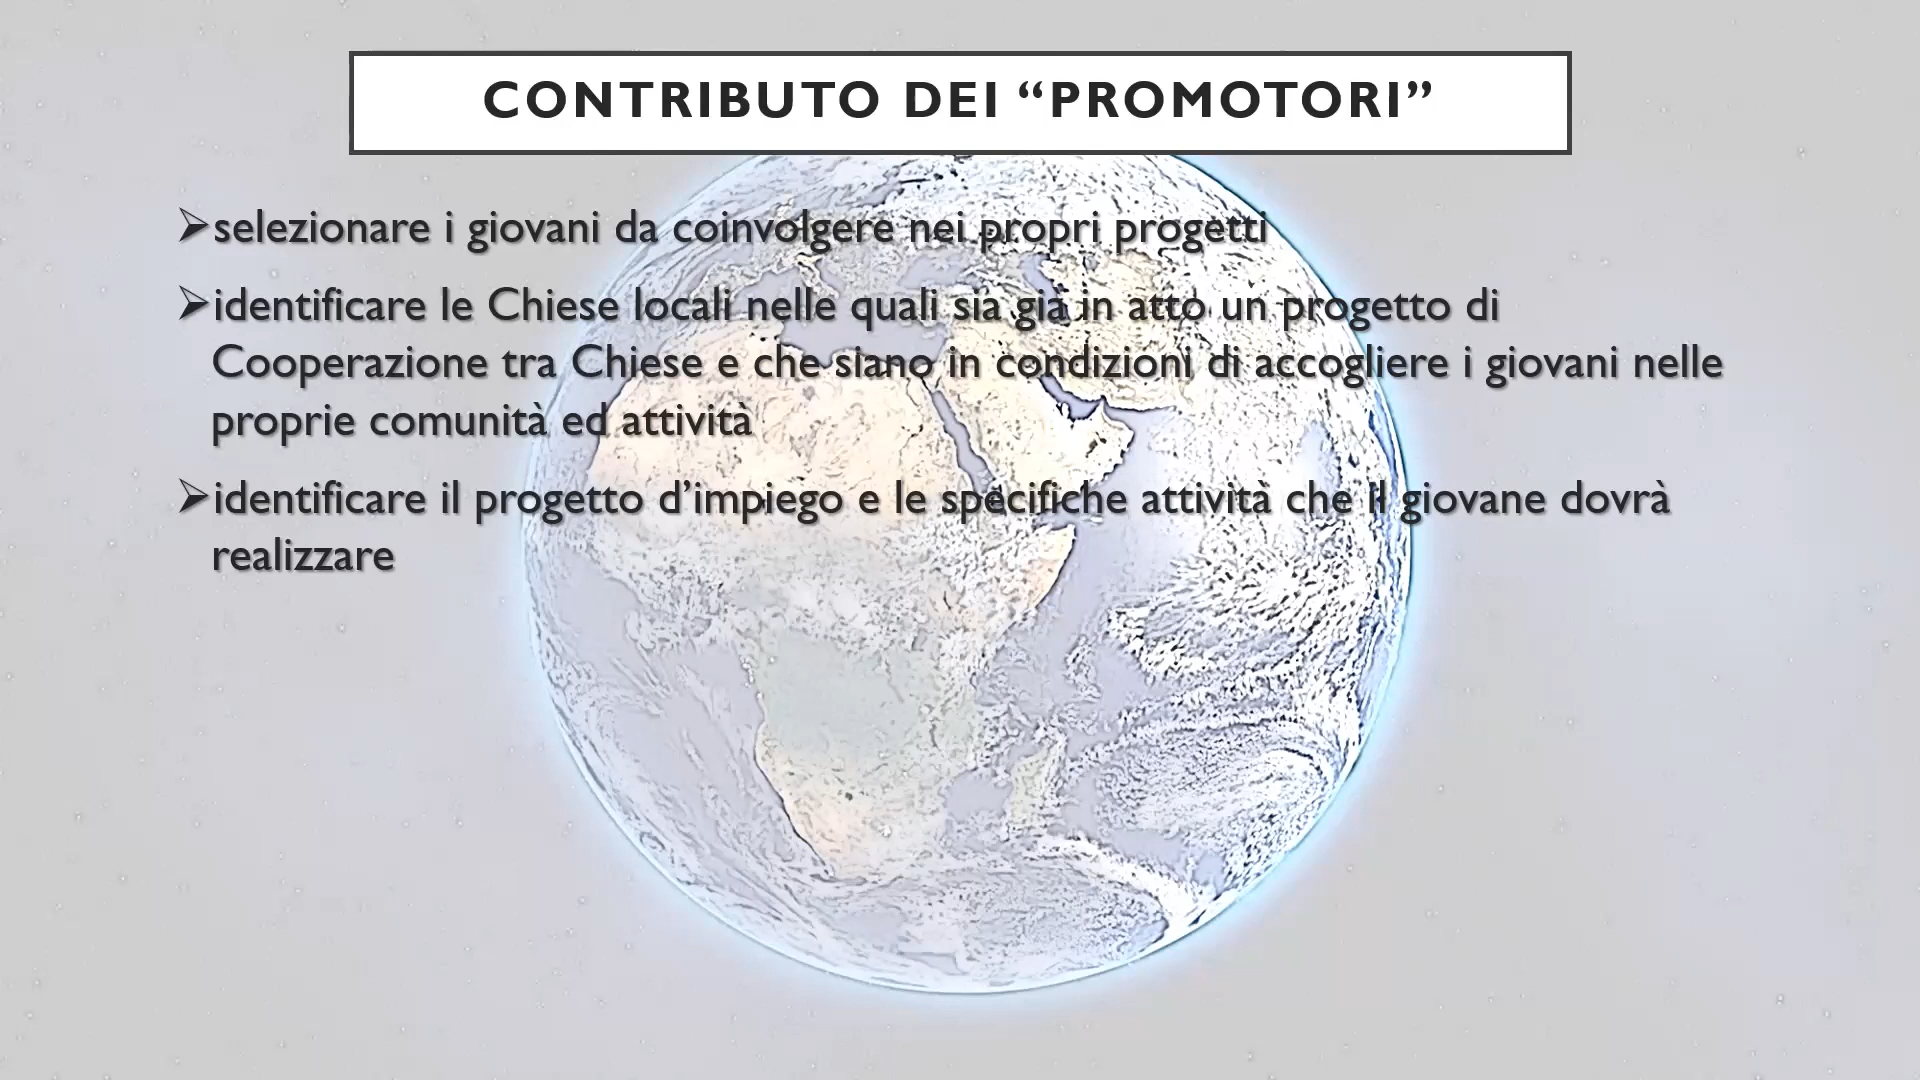 CONTRIBUTO DEI “PROMOTORI”
➢selezionare i giovani da coinvolgere nei propri progetti
➢identificare le Chiese locali nelle quali sia già in atto un progetto di
Cooperazione tra Chiese e che siano in condizioni di accogliere i giovani nelle
proprie comunità ed attività
➢identificare il progetto d’impiego e le specifiche attività che il giovane dovrà
realizzare